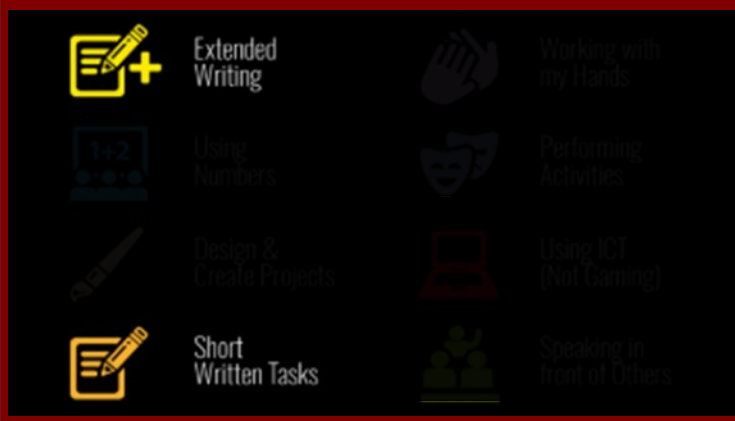 Extended
Writing
Working with
my Hands
1+2
Using
Numbers
Performing
Activities
Design &
Create Projects
Using ICT
(Not Gaming)
Short
Written Tasks
Speaking in
front of Others